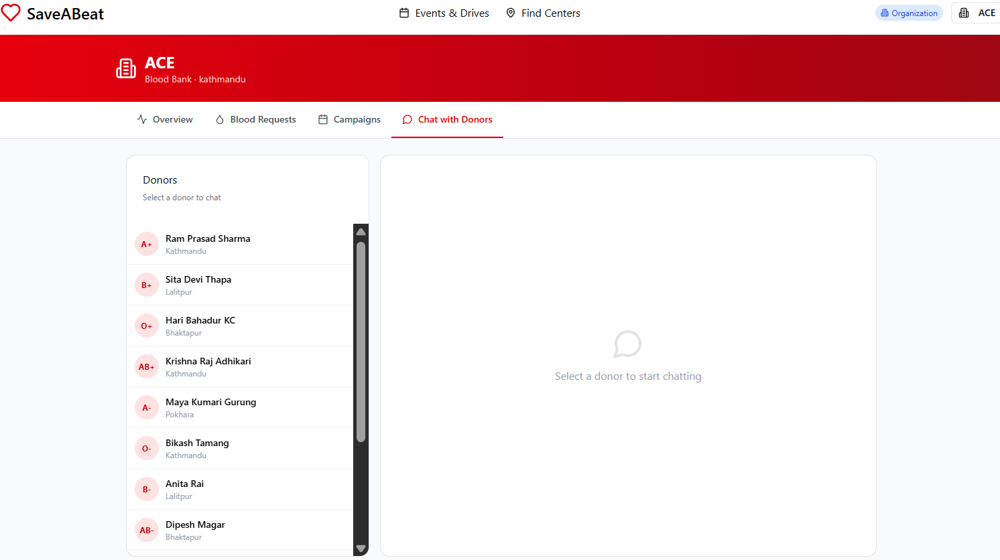 SaveABeat
Events & Drives
Find Centers
Organization
ACE
ACE
Blood Bank · kathmandu
Overview
Blood Requests
Campaigns
Chat with Donors
Donors
Select a donor to chat
A+
Ram Prasad Sharma
Kathmandu
B+
Sita Devi Thapa
Lalitpur
O+
Hari Bahadur KC
Bhaktapur
AB+
Krishna Raj Adhikari
Kathmandu
A-
Maya Kumari Gurung
Pokhara
O-
Bikash Tamang
Kathmandu
B-
Anita Rai
Lalitpur
AB-
Dipesh Magar
Bhaktapur
Select a donor to start chatting